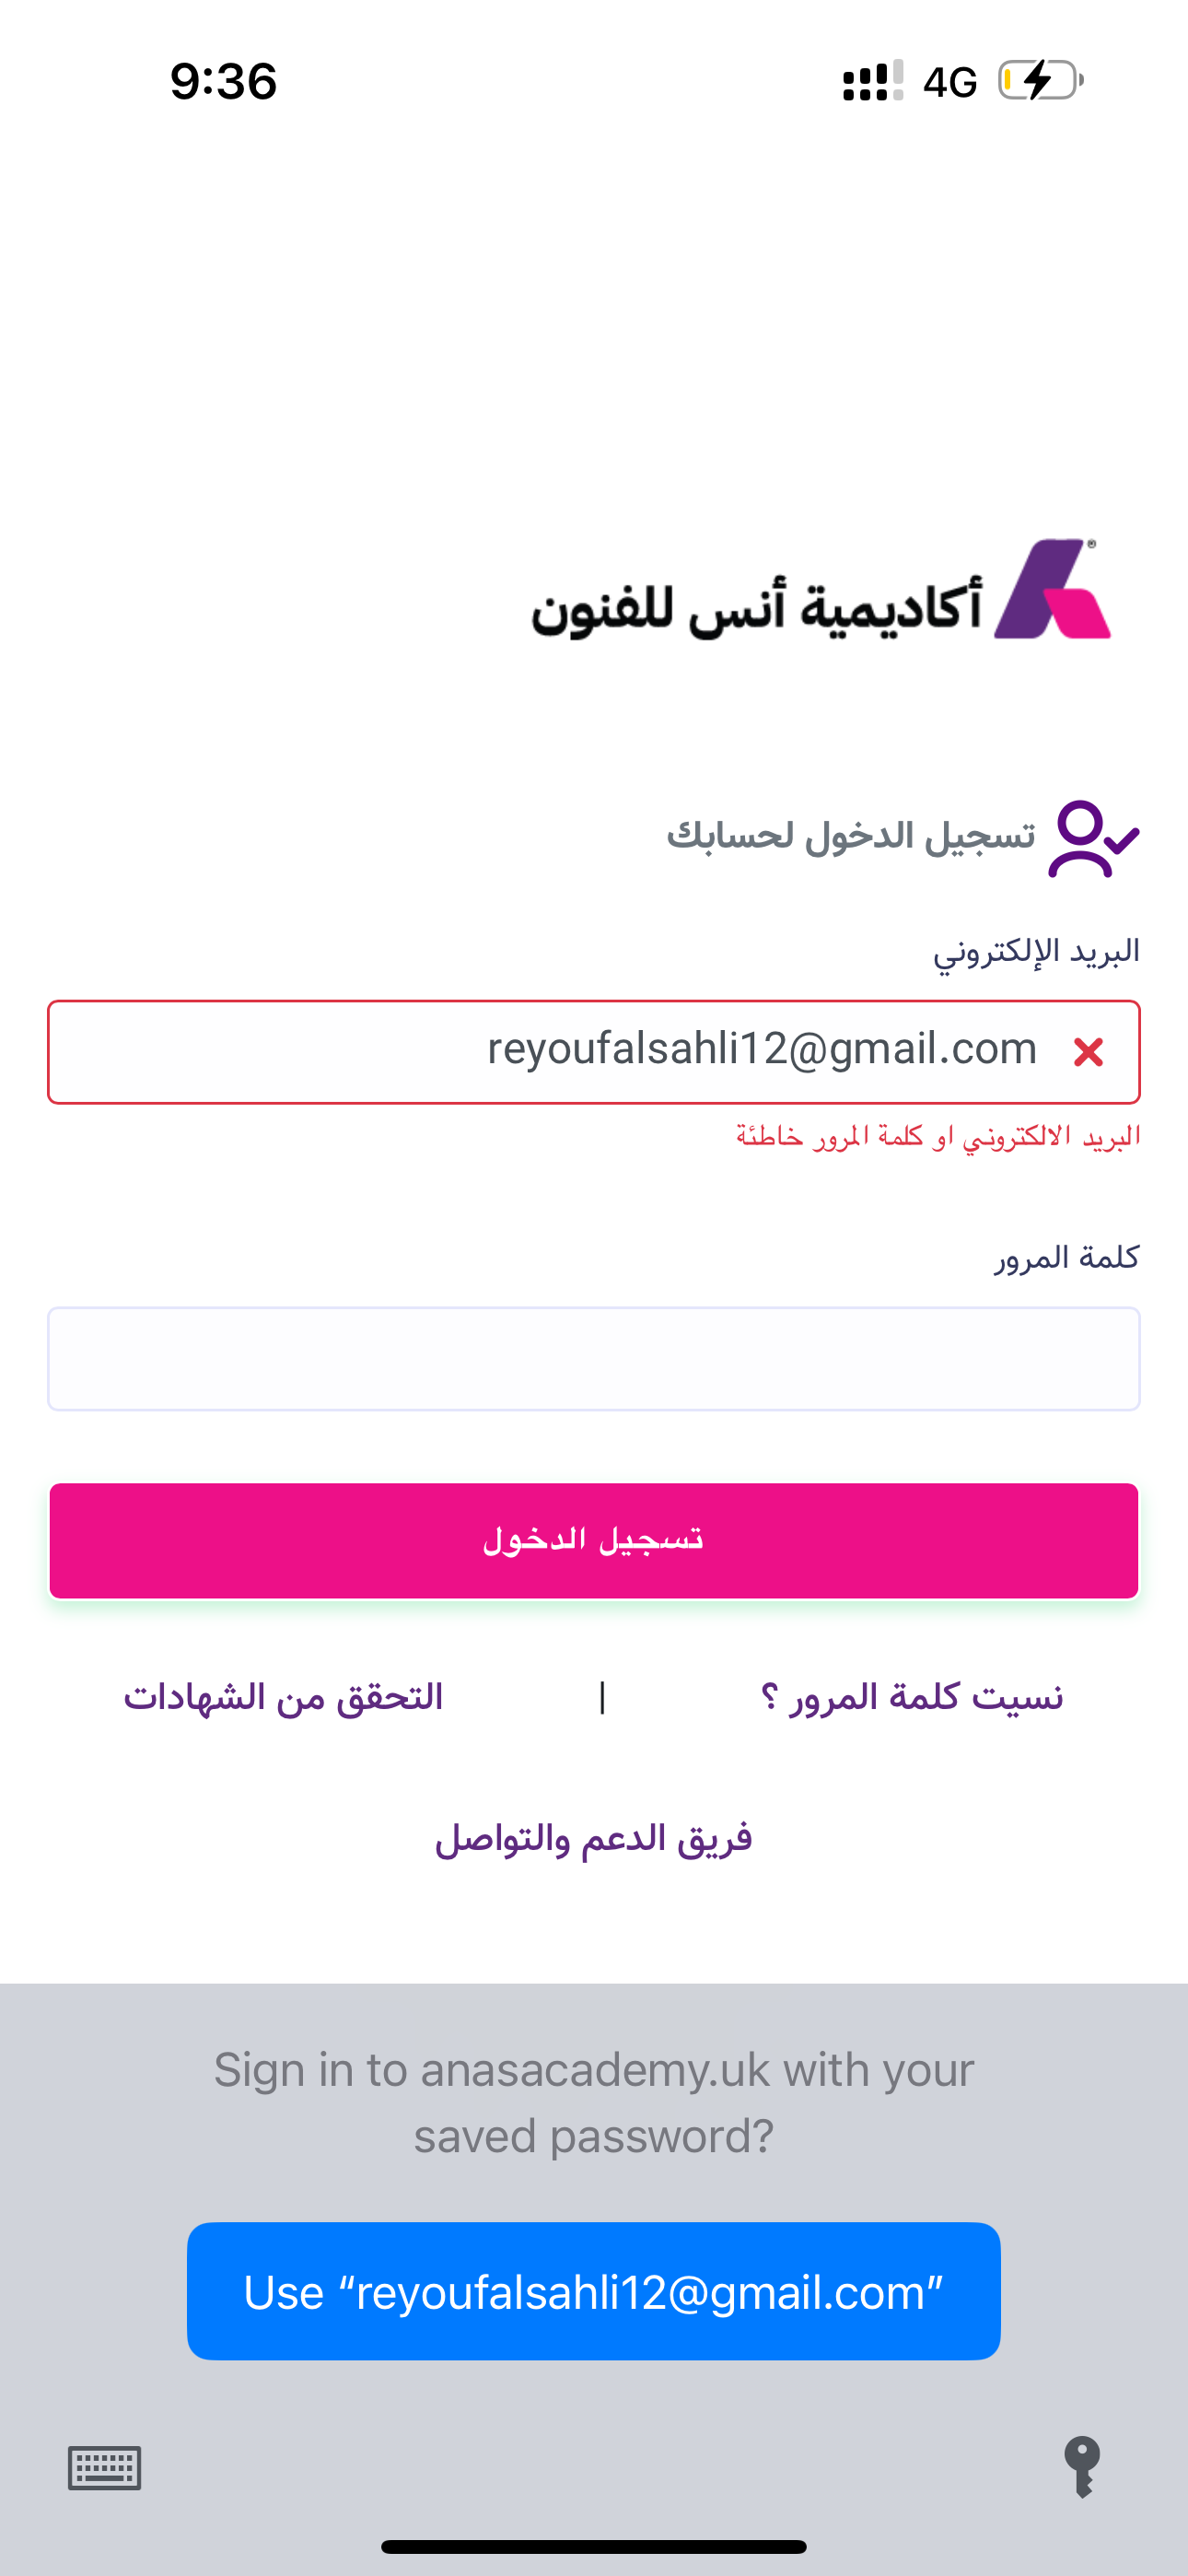 9:36
4G
أكاديمية أنس للفنون
®
تسجيل الدخول لحسابك
البريد الإلكتروني
reyoufalsahli12@gmail.com
البريد الالكتروني او كلمة المرور خاطئة
كلمة المرور
تسجيل الدخول
نسيت كلمة المرور ؟ | التحقق من الشهادات
فريق الدعم والتواصل
Sign in to anasacademy.uk with your
saved password?
Use “reyoufalsahli12@gmail.com”